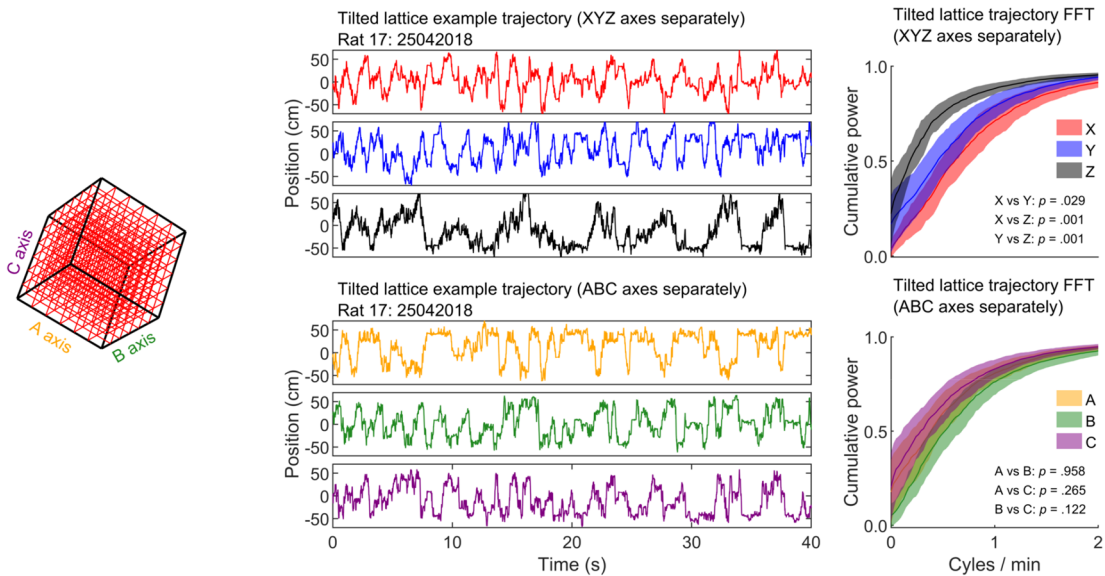 Tilted lattice example trajectory (XYZ axes separately)
Rat 17: 25042018
50
0
-50
50
0
-50
50
0
-50
Position (cm)
Tilted lattice trajectory FFT
(XYZ axes separately)
1.0
0.5
0.0
Cumulative power
X
Y
Z
X vs Y: p = .029
X vs Z: p = .001
Y vs Z: p = .001
C axis
A axis
B axis
Tilted lattice example trajectory (ABC axes separately)
Rat 17: 25042018
50
0
-50
50
0
-50
50
0
-50
Position (cm)
0 10 20 30 40
Time (s)
Tilted lattice trajectory FFT
(ABC axes separately)
1.0
0.5
0.0
Cumulative power
A
B
C
A vs B: p = .958
A vs C: p = .265
B vs C: p = .122
0 1 2
Cyles / min